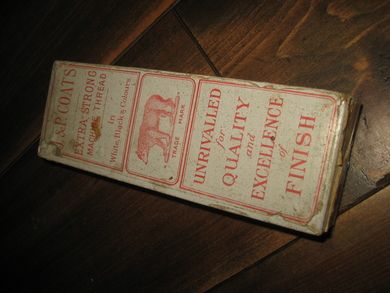 J. & P. COATS
EXTRA STRONG
MACHINE THREAD
in
White, Black & Colours
TRADE MARK
UNRIVALLED
for
QUALITY
and
EXCELLENCE
of
FINISH